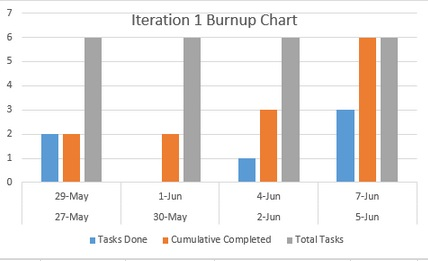 Iteration 1 Burnup Chart
7
6
5
4
3
2
1
0
29-May 1-Jun 4-Jun 7-Jun
27-May 30-May 2-Jun 5-Jun
Tasks Done Cumulative Completed Total Tasks